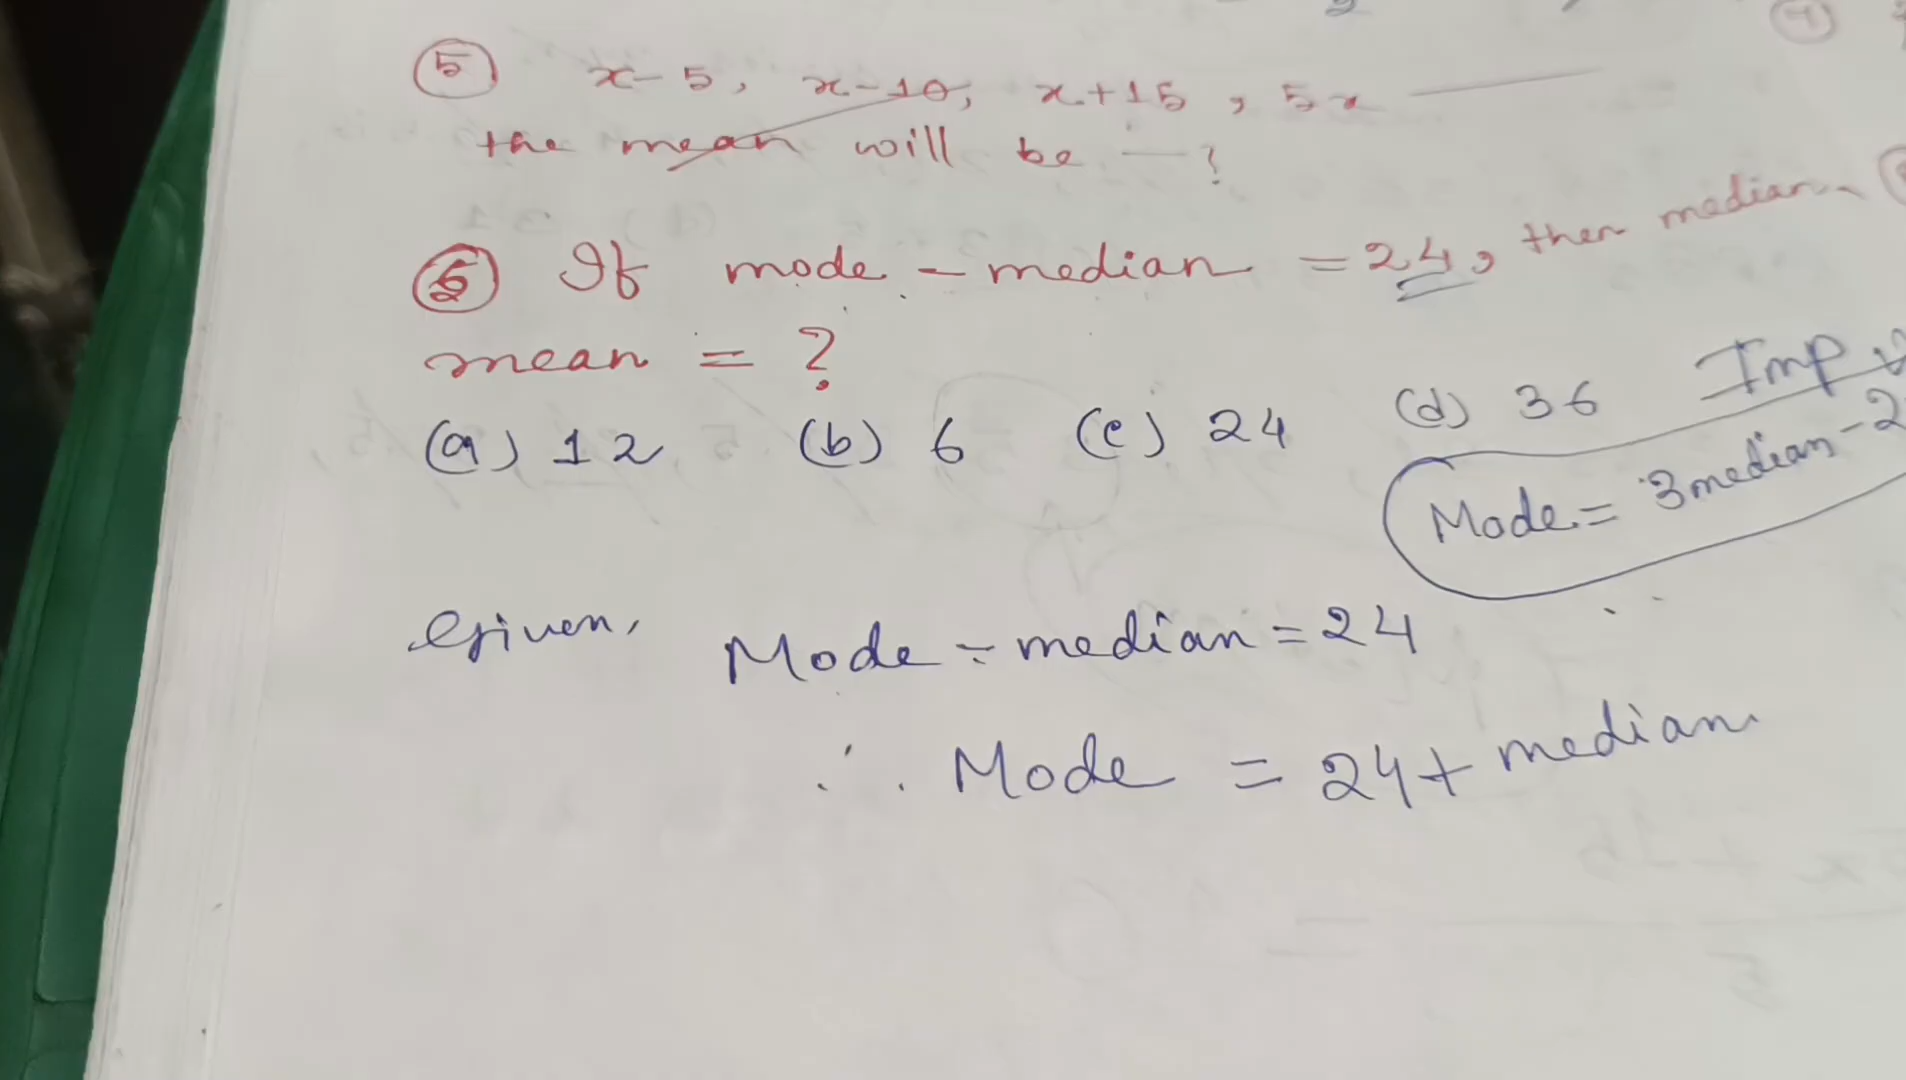 ⑤ x-5, x-10, x+15, 5x
the mean will be —?
⑥ If mode - median = 24, then median -
mean = ?
(a) 12 (b) 6 (c) 24 (d) 36
Imp
Mode = 3median - 2
Given, Mode - median = 24
∴ Mode = 24 + median